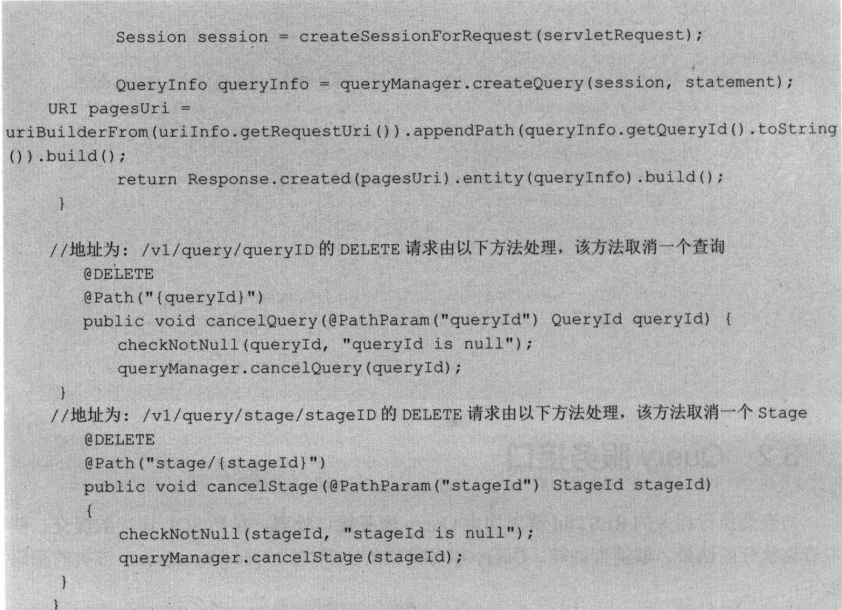 Session session = createSessionForRequest(servletRequest);
QueryInfo queryInfo = queryManager.createQuery(session, statement);
URI pagesUri =
uriBuilderFrom(uriInfo.getRequestUri()).appendPath(queryInfo.getQueryId().toString
()).build();
return Response.created(pagesUri).entity(queryInfo).build();
}
//地址为: /v1/query/queryID 的 DELETE 请求由以下方法处理，该方法取消一个查询
@DELETE
@Path("{queryId}")
public void cancelQuery(@PathParam("queryId") QueryId queryId) {
checkNotNull(queryId, "queryId is null");
queryManager.cancelQuery(queryId);
}
//地址为: /v1/query/stage/stageID 的 DELETE 请求由以下方法处理，该方法取消一个 Stage
@DELETE
@Path("stage/{stageId}")
public void cancelStage(@PathParam("stageId") StageId stageId)
{
checkNotNull(stageId, "stageId is null");
queryManager.cancelStage(stageId);
}
}